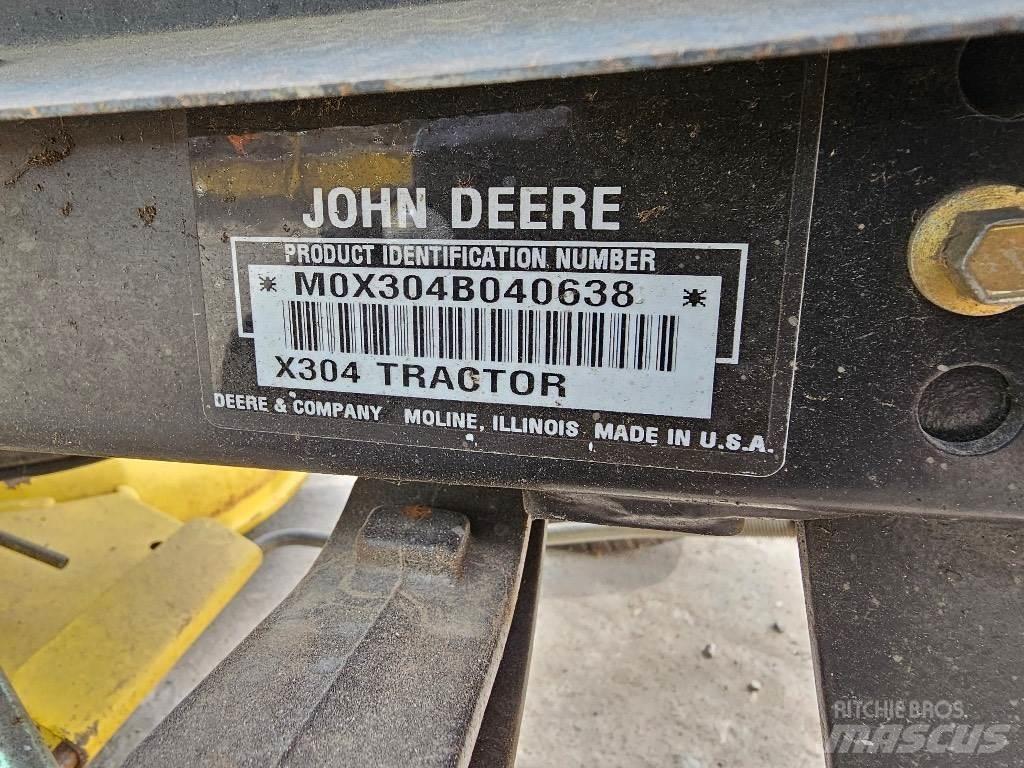 JOHN DEERE
PRODUCT IDENTIFICATION NUMBER
* M0X304B040638 *
X304 TRACTOR
DEERE & COMPANY MOLINE, ILLINOIS MADE IN U.S.A.
RITCHIE BROS.
MASCUS